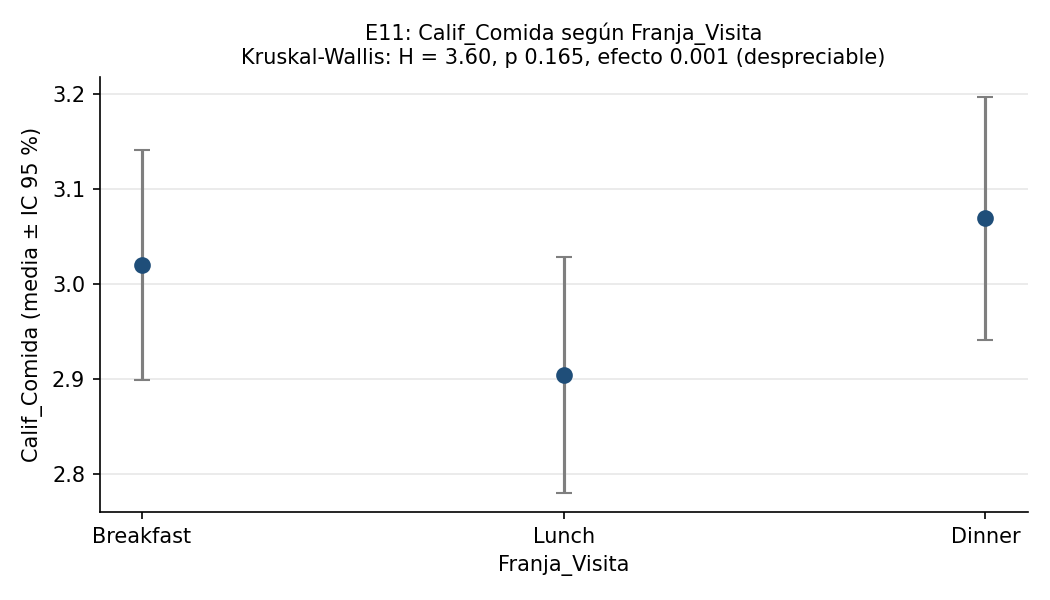 E11: Calif_Comida según Franja_Visita
Kruskal-Wallis: H = 3.60, p 0.165, efecto 0.001 (despreciable)
Calif_Comida (media ± IC 95 %)
3.2
3.1
3.0
2.9
2.8
Breakfast
Lunch
Dinner
Franja_Visita